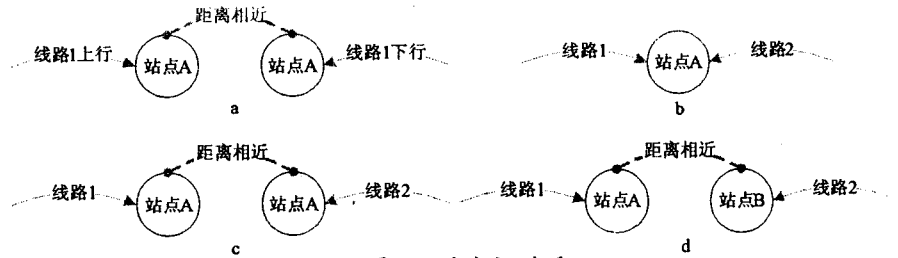 距离相近
线路1上行 站点A 站点A 线路1下行
线路1 站点A 线路2
a
b
距离相近
距离相近
线路1 站点A 站点A 线路2
线路1 站点A 站点B 线路2
c
d